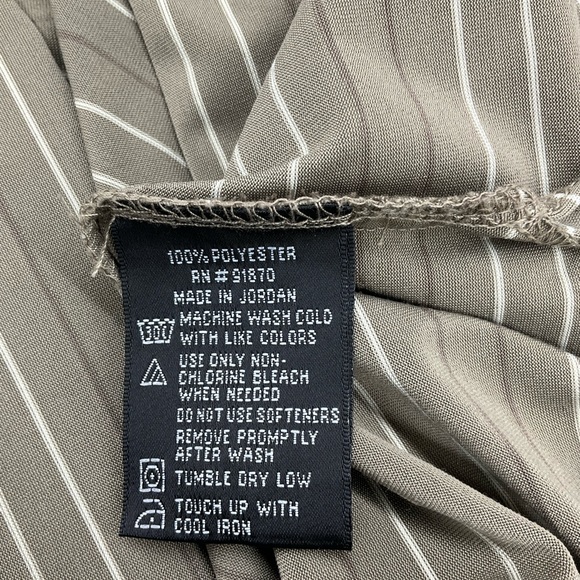 100% POLYESTER
RN # 91870
MADE IN JORDAN
MACHINE WASH COLD
WITH LIKE COLORS
USE ONLY NON-
CHLORINE BLEACH
WHEN NEEDED
DO NOT USE SOFTENERS
REMOVE PROMPTLY
AFTER WASH
TUMBLE DRY LOW
TOUCH UP WITH
COOL IRON